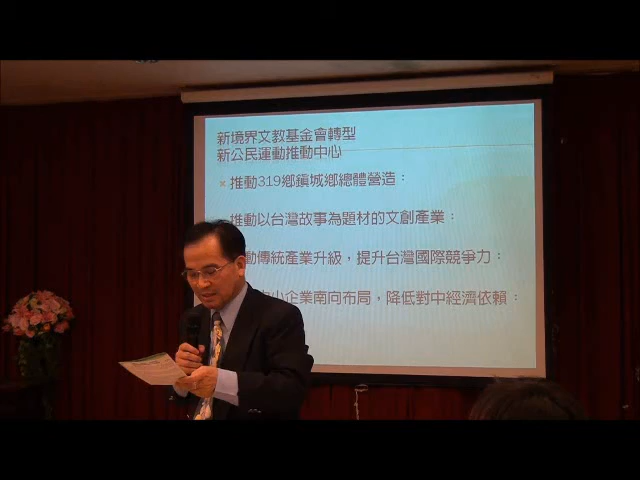 新境界文教基金會轉型
新公民運動推動中心
推動319鄉鎮城鄉總體營造：
推動以台灣故事為題材的文創產業：
動傳統產業升級，提升台灣國際競爭力：
小企業南向布局，降低對中經濟依賴：